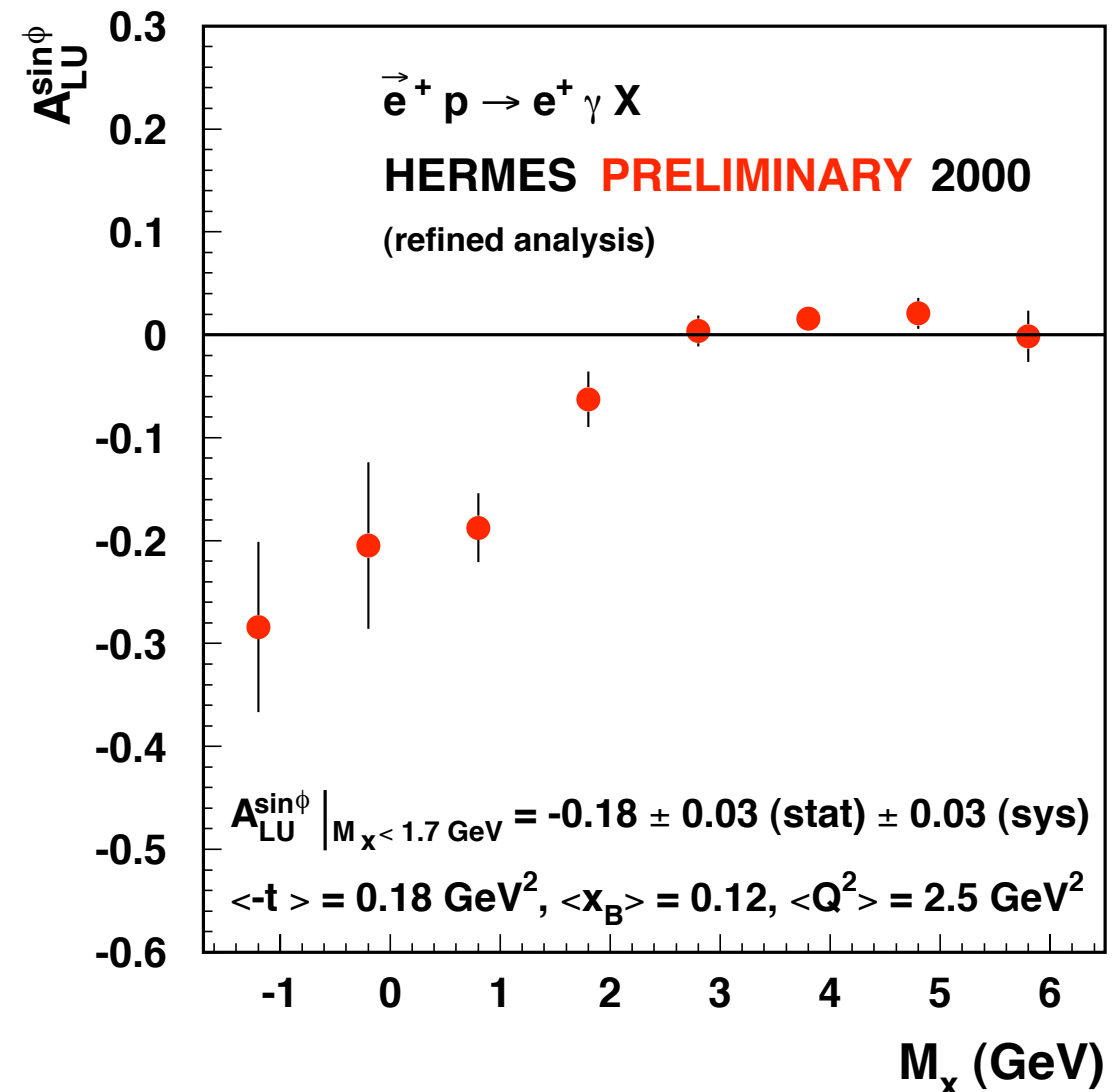 A_LU^sinϕ
0.3
0.2
0.1
0
-0.1
-0.2
-0.3
-0.4
-0.5
-0.6
e⃗⁺ p → e⁺ γ X
HERMES PRELIMINARY 2000
(refined analysis)
A_LU^sinϕ |_M_x < 1.7 GeV = -0.18 ± 0.03 (stat) ± 0.03 (sys)
<-t > = 0.18 GeV², <x_B> = 0.12, <Q²> = 2.5 GeV²
-1 0 1 2 3 4 5 6
M_x (GeV)